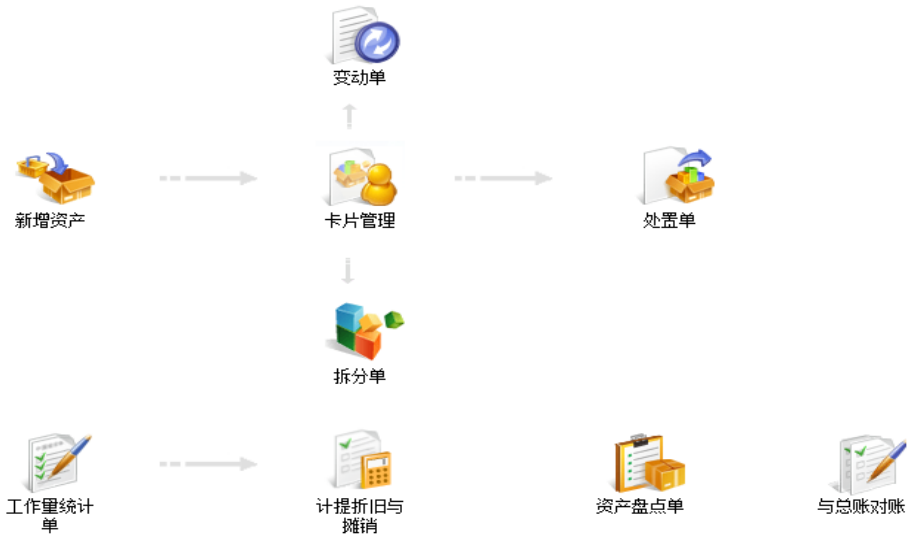 变动单
新增资产
卡片管理
处置单
拆分单
工作量统计
单
计提折旧与
摊销
资产盘点单
与总账对账